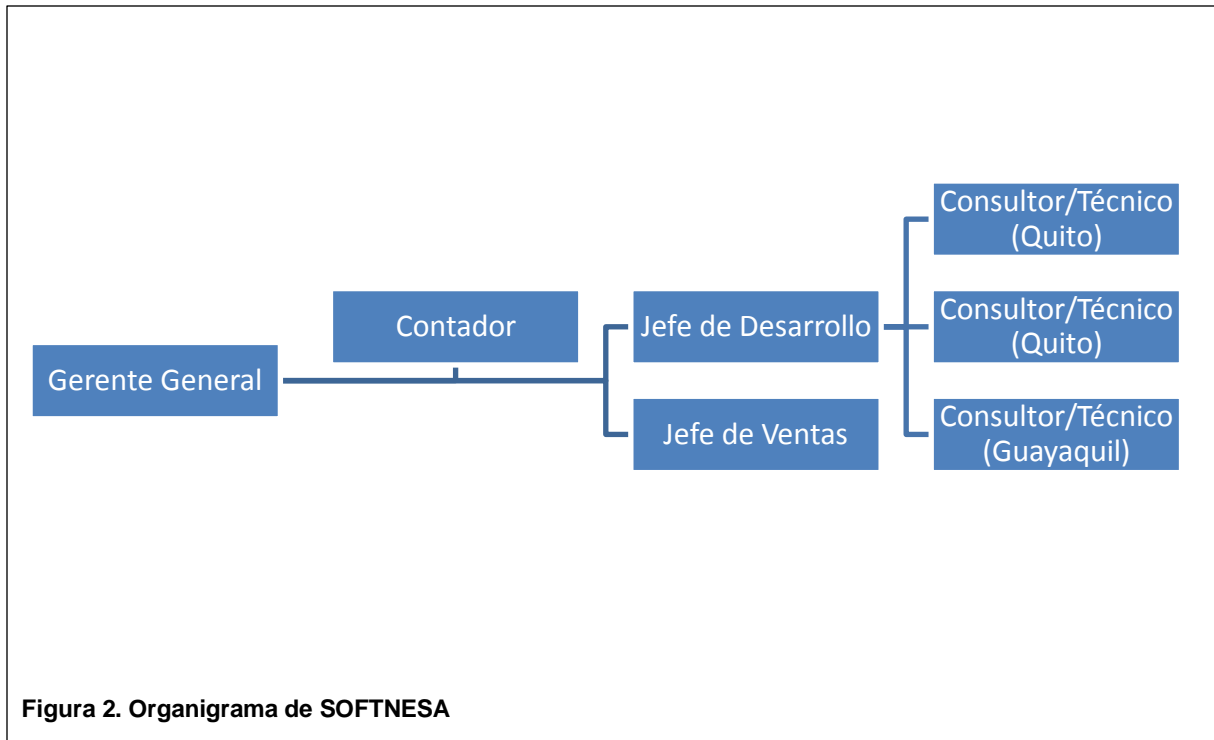 Gerente General
Contador
Jefe de Desarrollo
Jefe de Ventas
Consultor/Técnico
(Quito)
Consultor/Técnico
(Quito)
Consultor/Técnico
(Guayaquil)
Figura 2. Organigrama de SOFTNESA